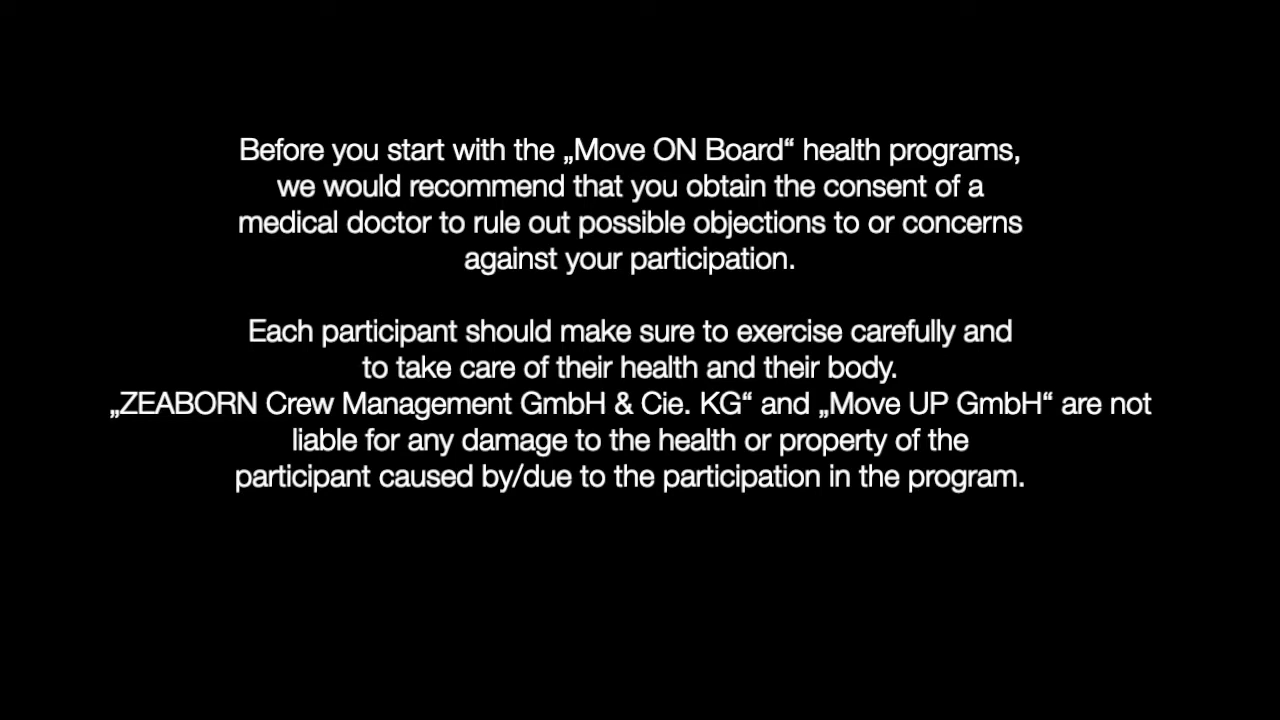 Before you start with the „Move ON Board“ health programs,
we would recommend that you obtain the consent of a
medical doctor to rule out possible objections to or concerns
against your participation.
Each participant should make sure to exercise carefully and
to take care of their health and their body.
„ZEABORN Crew Management GmbH & Cie. KG“ and „Move UP GmbH“ are not
liable for any damage to the health or property of the
participant caused by/due to the participation in the program.